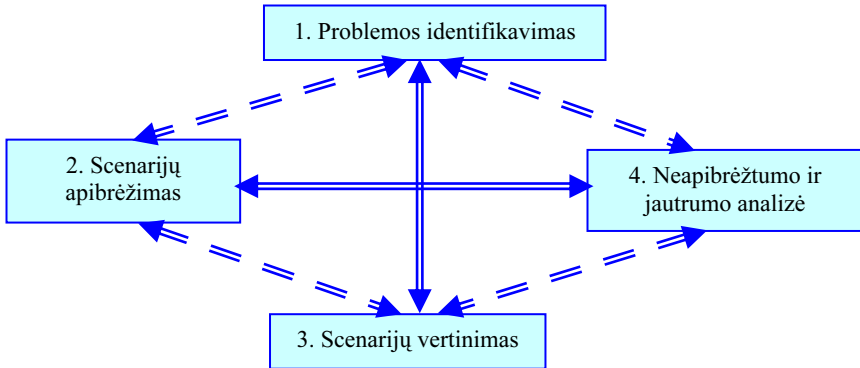 1. Problemos identifikavimas
2. Scenarijų
apibrėžimas
4. Neapibrėžtumo ir
jautrumo analizė
3. Scenarijų vertinimas